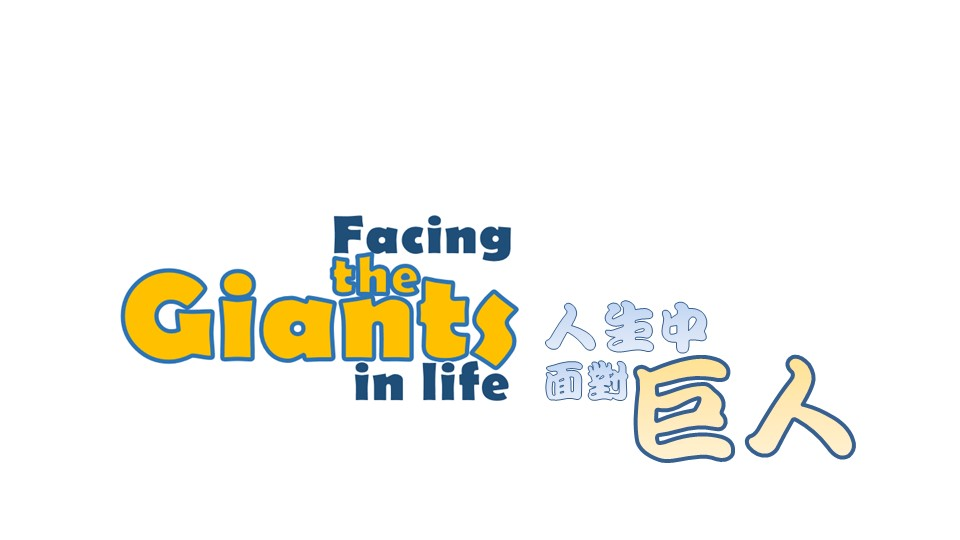 Facing
the
Giants
in life
人生中
面對巨人